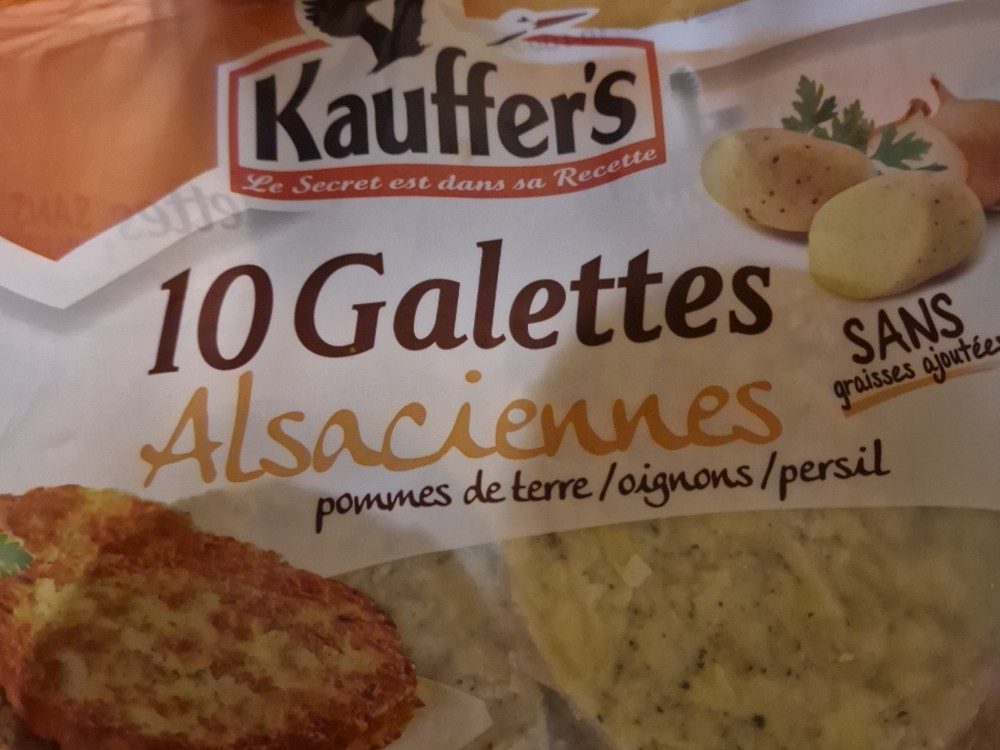 Kauffer's
Le Secret est dans sa Recette
10 Galettes
Alsaciennes
pommes de terre / oignons / persil
SANS
graisses ajoutées